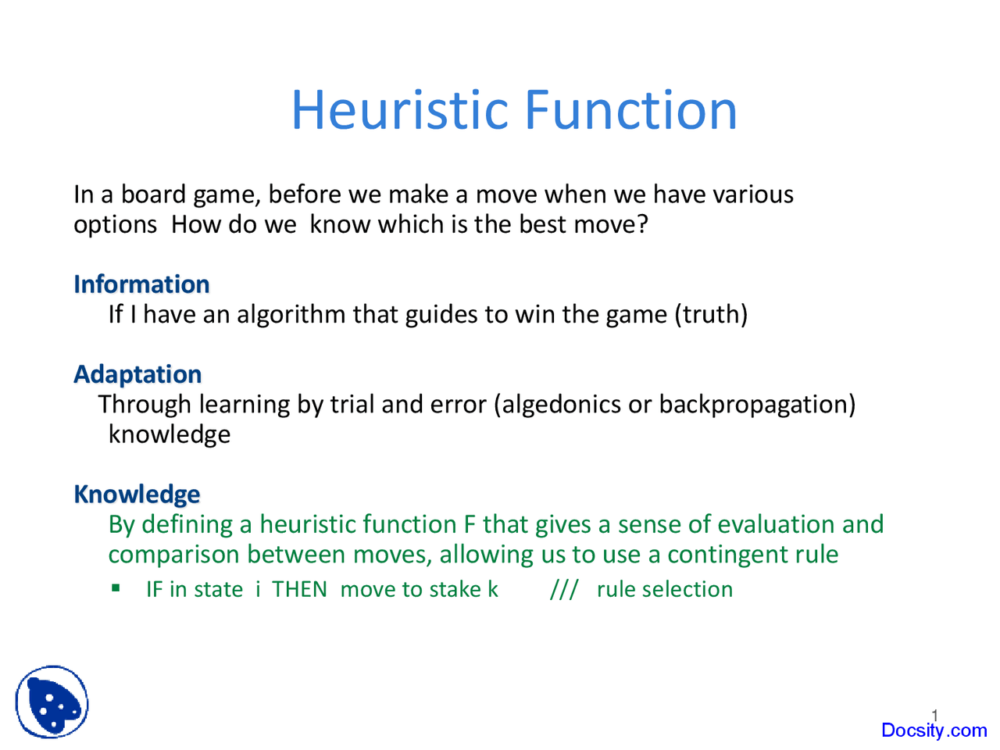 Heuristic Function
In a board game, before we make a move when we have various
options  How do we  know which is the best move?
Information
If I have an algorithm that guides to win the game (truth)
Adaptation
Through learning by trial and error (algedonics or backpropagation)
knowledge
Knowledge
By defining a heuristic function F that gives a sense of evaluation and
comparison between moves, allowing us to use a contingent rule
▪ IF in state  i  THEN  move to stake k  ///  rule selection
1
Docsity.com